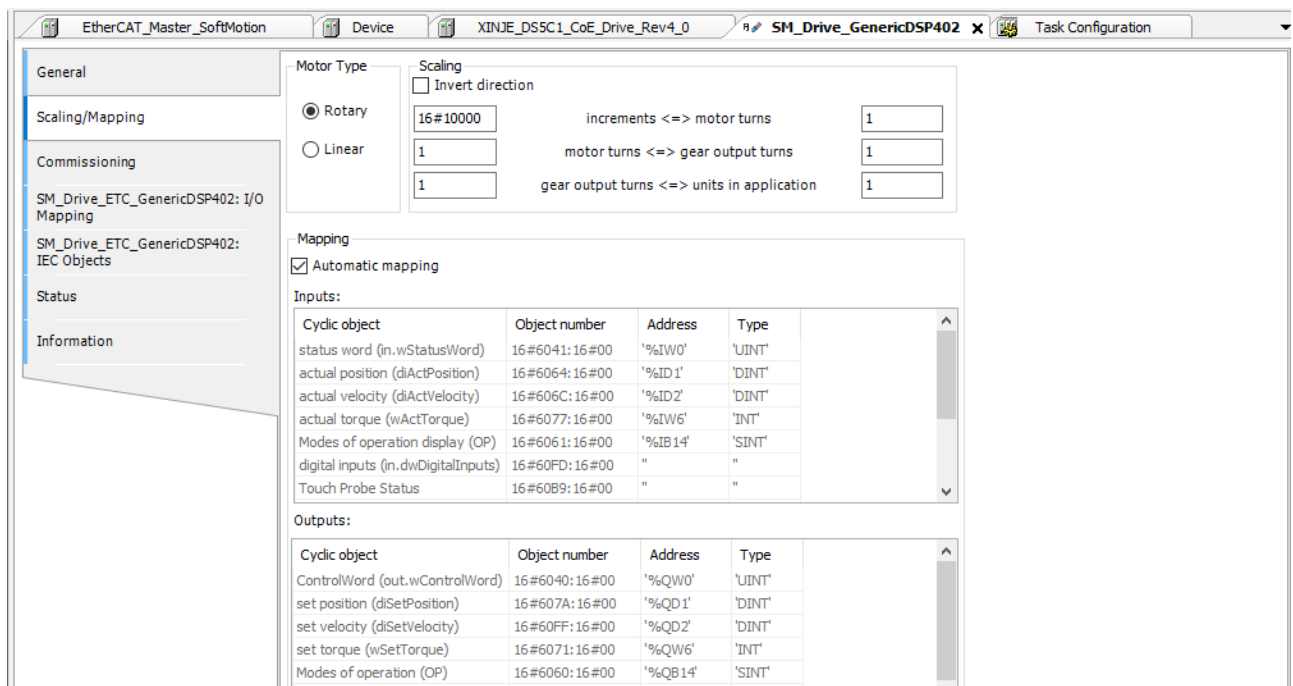 EtherCAT_Master_SoftMotion Device XINJE_DS5C1_CoE_Drive_Rev4_0 SM_Drive_GenericDSP402 Task Configuration
General
Scaling/Mapping
Commissioning
SM_Drive_ETC_GenericDSP402: I/O
Mapping
SM_Drive_ETC_GenericDSP402:
IEC Objects
Status
Information
Motor Type
Rotary
Linear
Scaling
Invert direction
16#10000 increments <=> motor turns 1
1 motor turns <=> gear output turns 1
1 gear output turns <=> units in application 1
Mapping
Automatic mapping
Inputs:
Cyclic object Object number Address Type
status word (in.wStatusWord) 16#6041:16#00 '%IW0' 'UINT'
actual position (diActPosition) 16#6064:16#00 '%ID1' 'DINT'
actual velocity (diActVelocity) 16#606C:16#00 '%ID2' 'DINT'
actual torque (wActTorque) 16#6077:16#00 '%IW6' 'INT'
Modes of operation display (OP) 16#6061:16#00 '%IB14' 'SINT'
digital inputs (in.dwDigitalInputs) 16#60FD:16#00 '' ''
Touch Probe Status 16#60B9:16#00 '' ''
Outputs:
Cyclic object Object number Address Type
ControlWord (out.wControlWord) 16#6040:16#00 '%QW0' 'UINT'
set position (diSetPosition) 16#607A:16#00 '%QD1' 'DINT'
set velocity (diSetVelocity) 16#60FF:16#00 '%QD2' 'DINT'
set torque (wSetTorque) 16#6071:16#00 '%QW6' 'INT'
Modes of operation (OP) 16#6060:16#00 '%QB14' 'SINT'